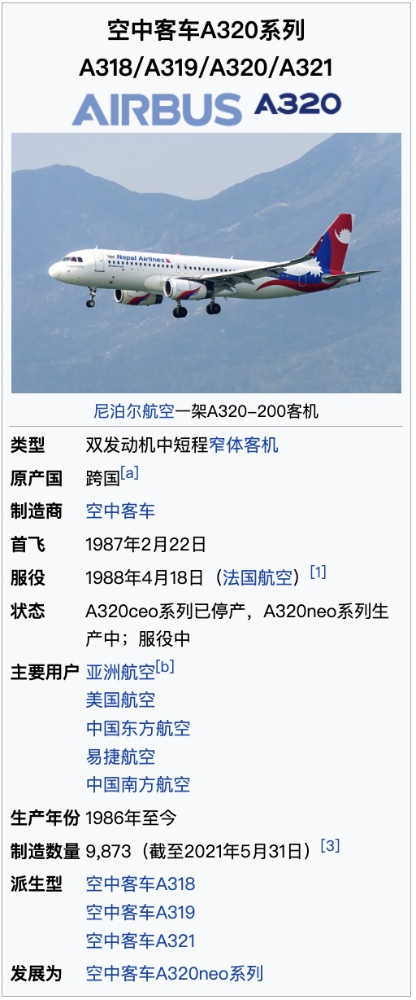 空中客车A320系列
A318/A319/A320/A321
AIRBUS A320
Nepal Airlines
尼泊尔航空一架A320-200客机
类型 双发动机中短程窄体客机
原产国 跨国[a]
制造商 空中客车
首飞 1987年2月22日
服役 1988年4月18日（法国航空）[1]
状态 A320ceo系列已停产，A320neo系列生
产中；服役中
主要用户 亚洲航空[b]
美国航空
中国东方航空
易捷航空
中国南方航空
生产年份 1986年至今
制造数量 9,873（截至2021年5月31日）[3]
派生型 空中客车A318
空中客车A319
空中客车A321
发展为 空中客车A320neo系列